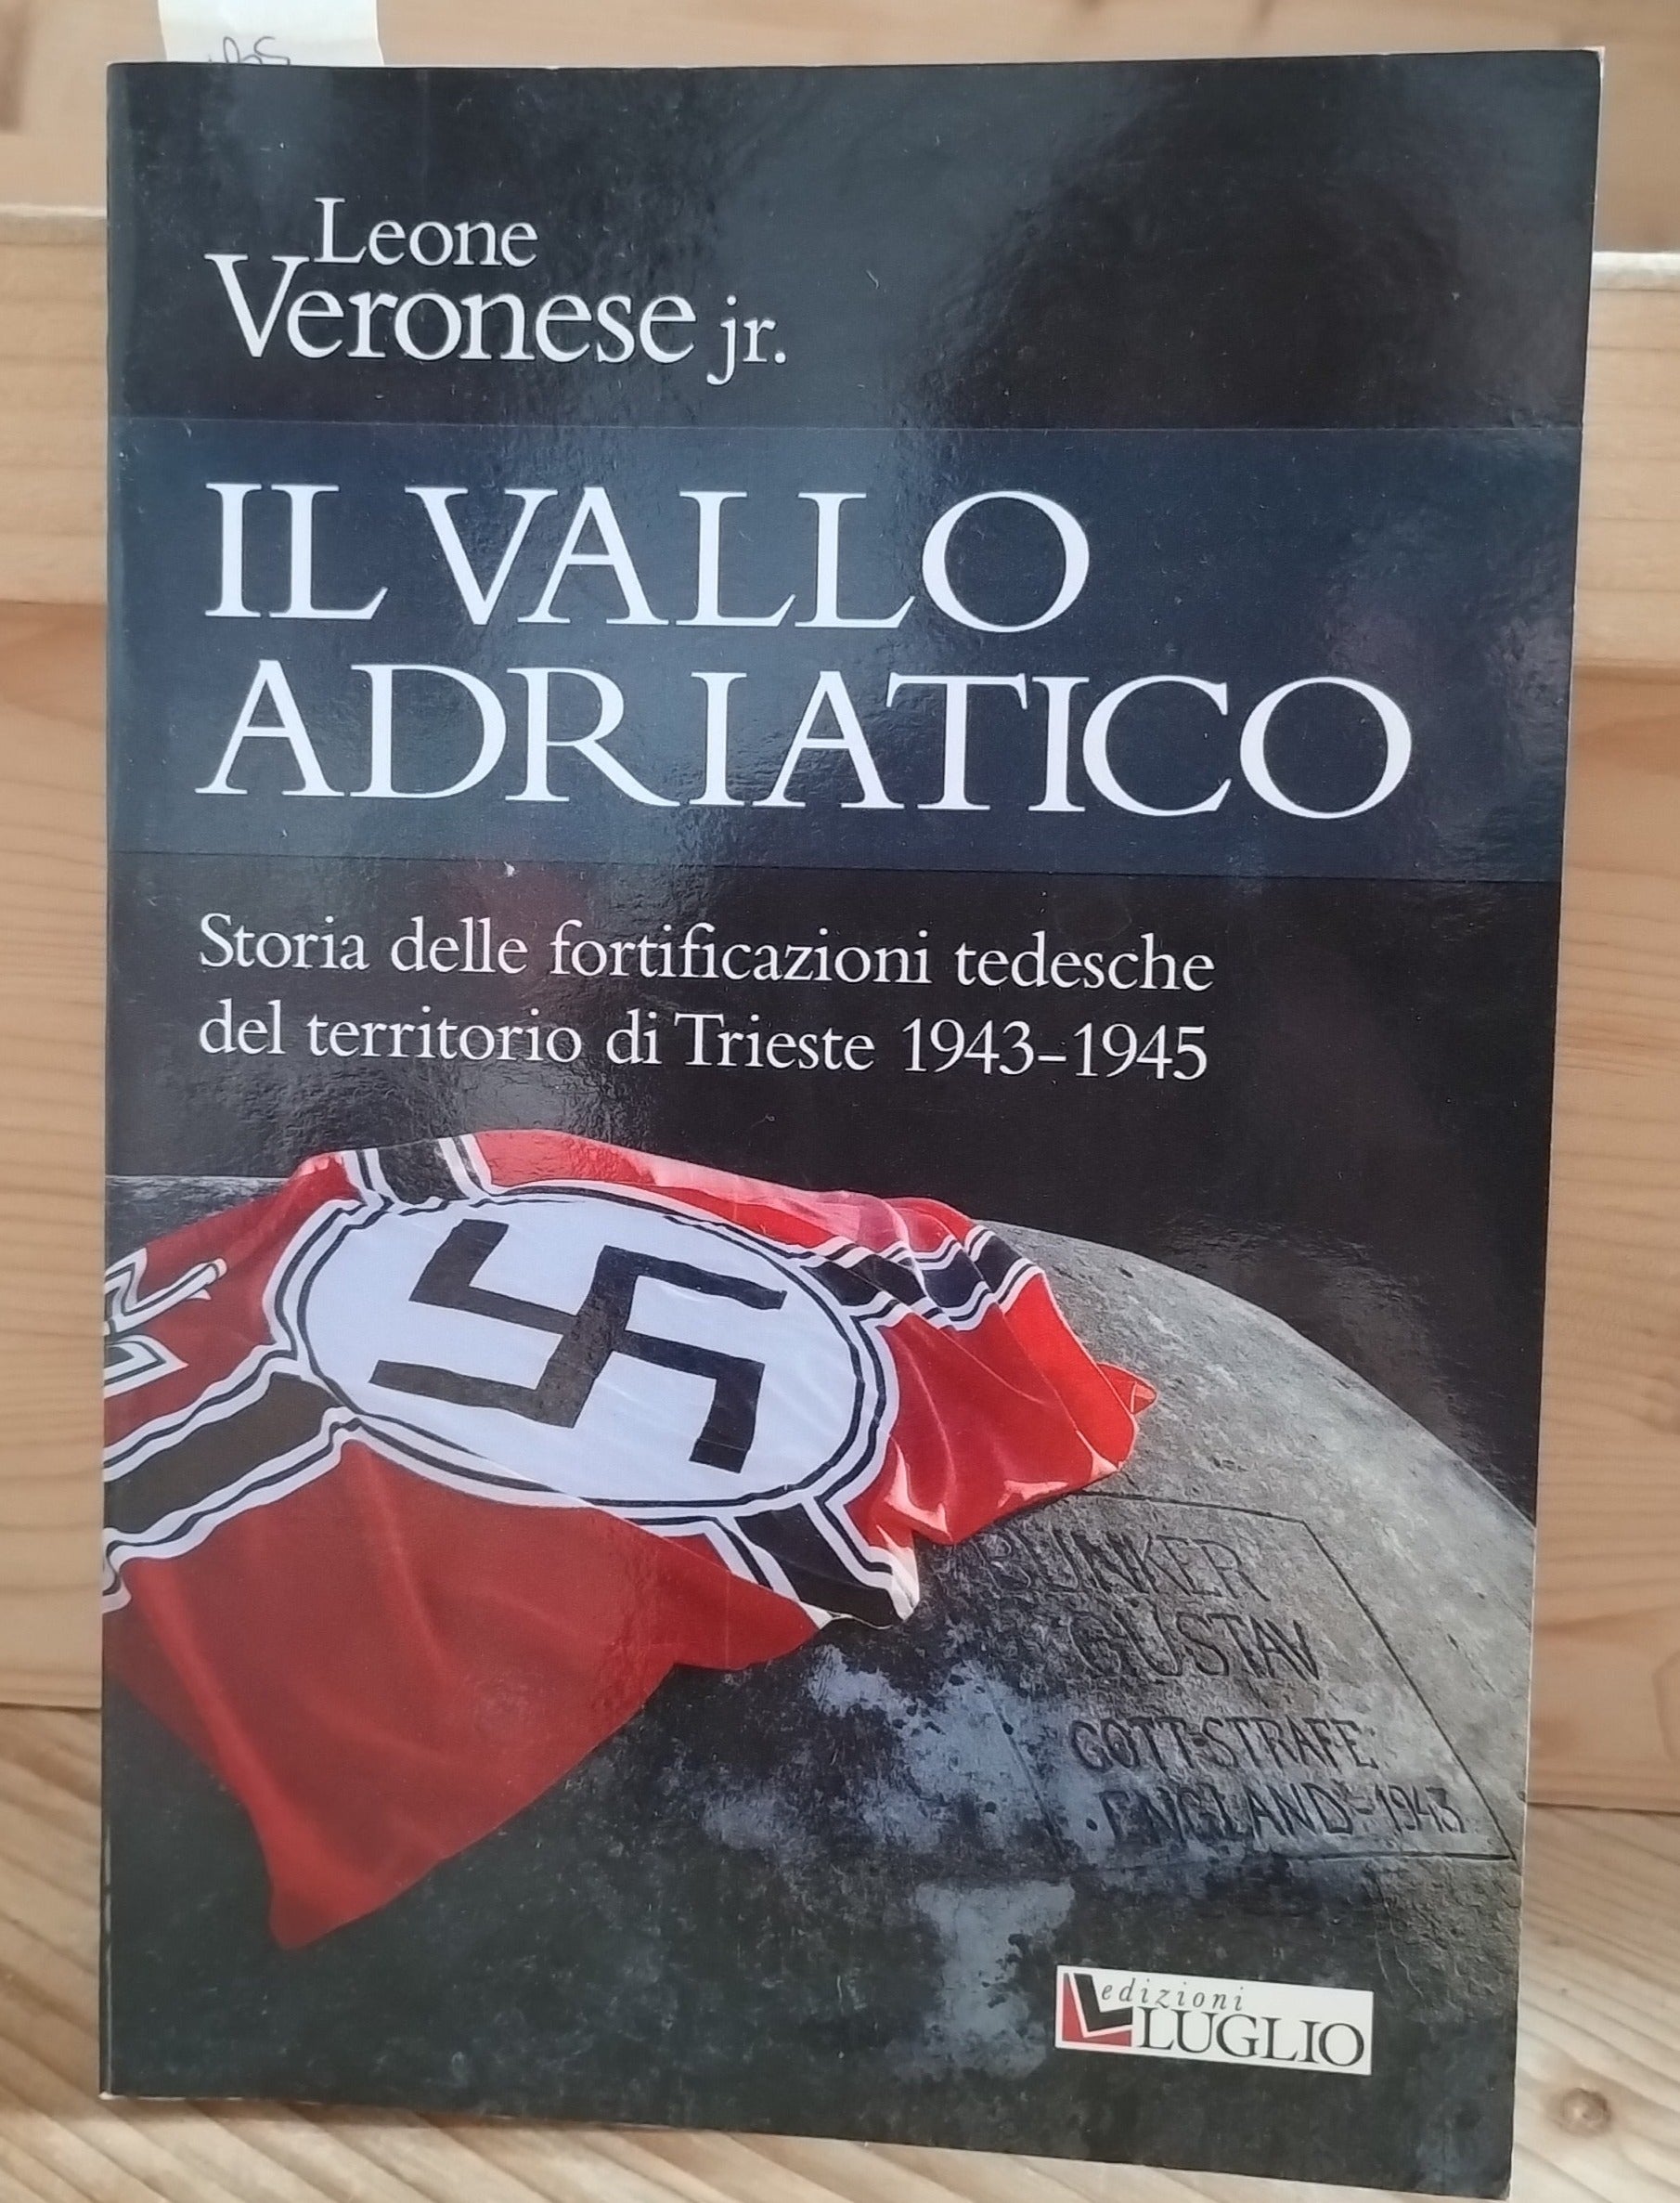 Leone
Veronese jr.
IL VALLO
ADRIATICO
Storia delle fortificazioni tedesche
del territorio di Trieste 1943-1945
BUNKER
GUSTAV
GOTT STRAFE
ENGLAND - 1943
edizioni
LUGLIO